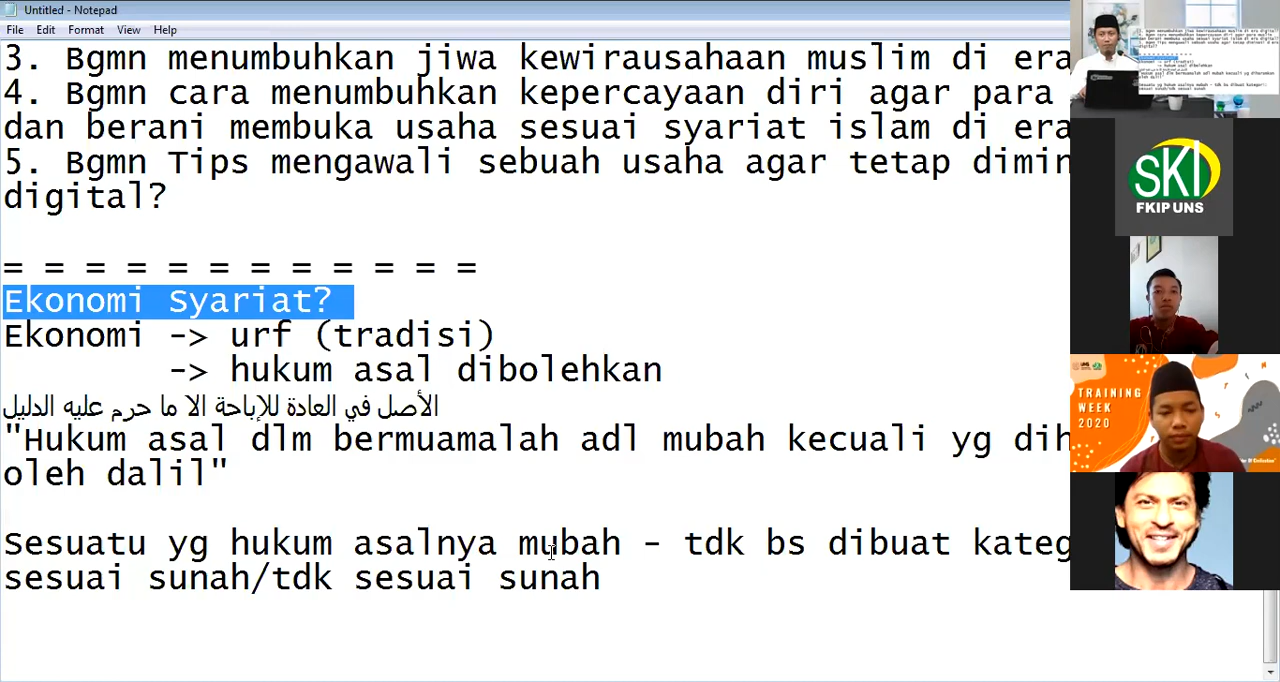 Untitled - Notepad
File Edit Format View Help
3. Bgmn menumbuhkan jiwa kewirausahaan muslim di era
4. Bgmn cara menumbuhkan kepercayaan diri agar para
dan berani membuka usaha sesuai syariat islam di era
5. Bgmn Tips mengawali sebuah usaha agar tetap dimin
digital?
= = = = = = = = = = = =
Ekonomi Syariat?
Ekonomi -> urf (tradisi)
-> hukum asal dibolehkan
الأصل في العادة للإباحة الا ما حرم عليه الدليل
"Hukum asal dlm bermuamalah adl mubah kecuali yg dih
oleh dalil"
Sesuatu yg hukum asalnya mubah - tdk bs dibuat kateg
sesuai sunah/tdk sesuai sunah
SKI
FKIP UNS
TRAINING
WEEK
2020